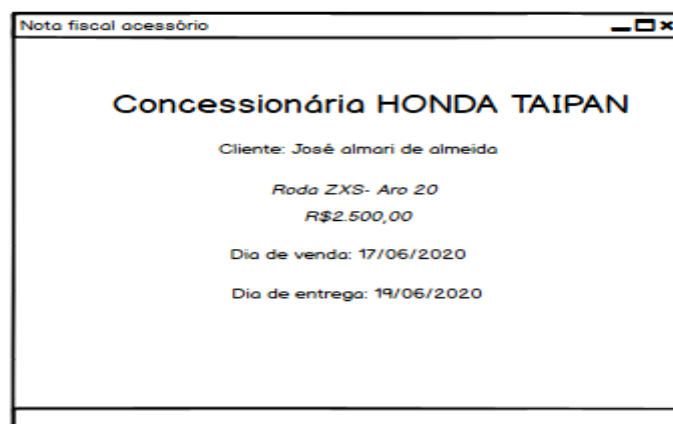 Nota fiscal acessório
Concessionária HONDA TAIPAN
Cliente: José almari de almeida
Roda ZXS- Aro 20
R$2.500,00
Dia de venda: 17/06/2020
Dia de entrega: 19/06/2020